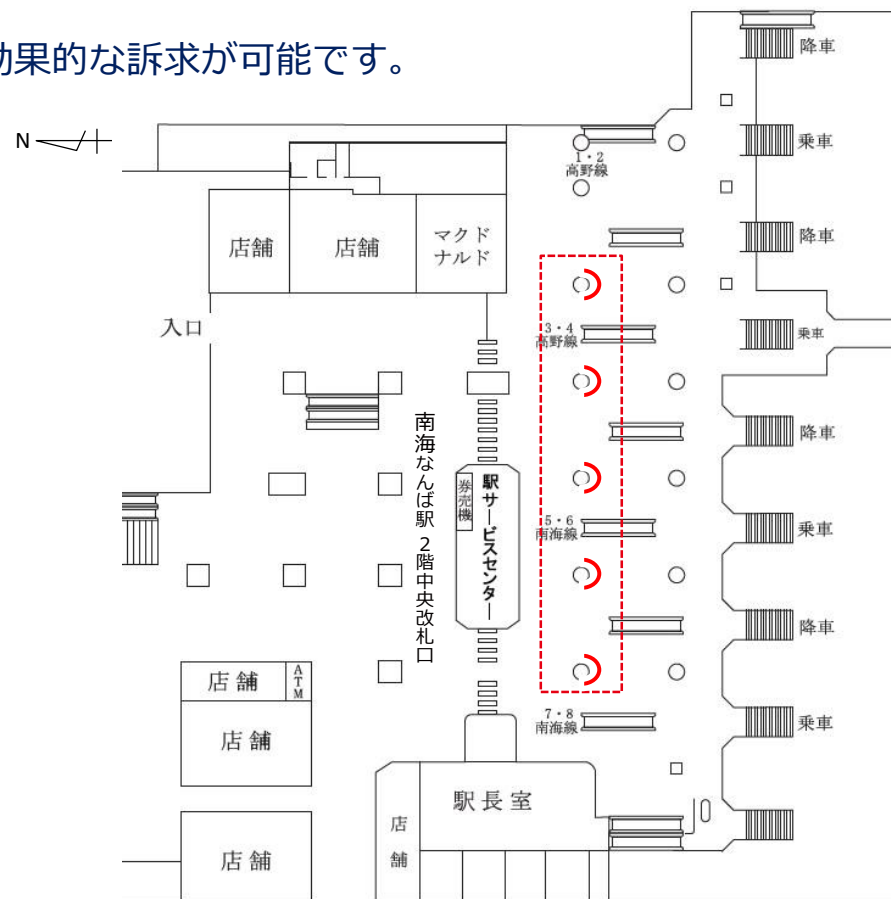 効果的な訴求が可能です。
降車
N
乗車
1・2
高野線
店舗
店舗
マクド
ナルド
降車
入口
3・4
高野線
乗車
南海なんば駅 2階中央改札口
降車
券売機
駅サービスセンター
5・6
南海線
乗車
降車
店舗
ATM
7・8
南海線
乗車
店舗
駅長室
店舗
店舗